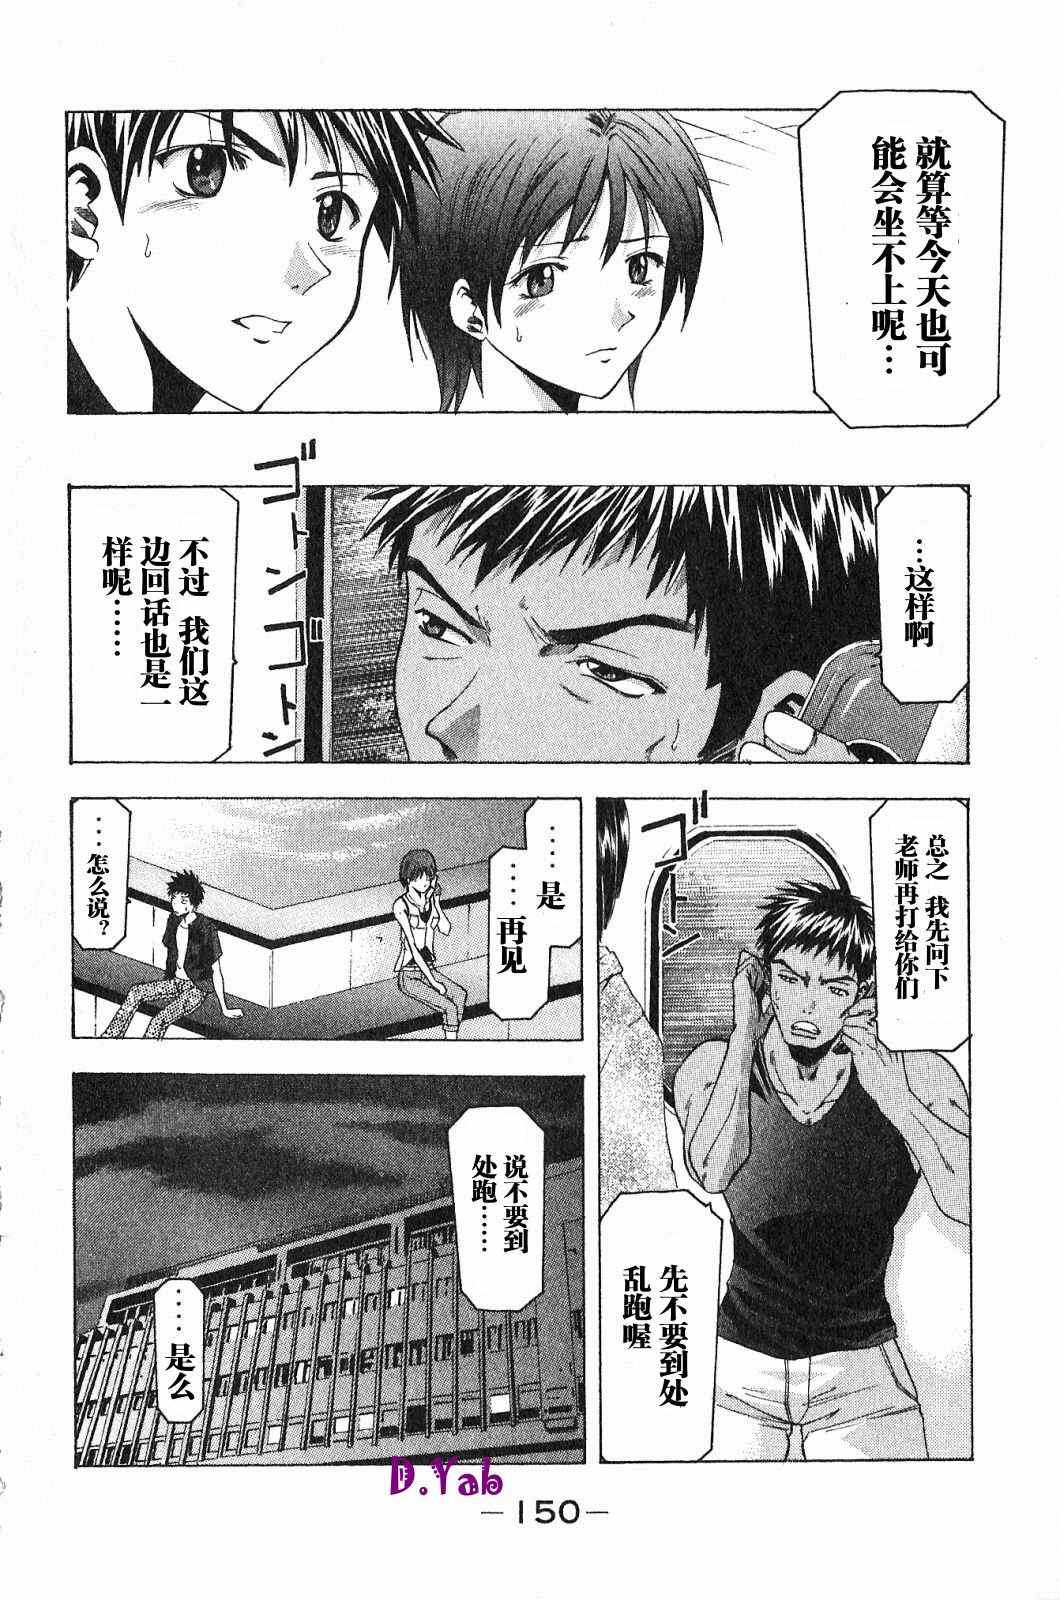 就算等今天也可
能会坐不上呢…
…这样啊
ゴトンゴトン
不过 我们这
边回话也是一
样呢……
总之 我先问下
老师再打给你们
先不要到处
乱跑喔
…是
…再见
…怎么说?
说不要到
处跑……
…是么
D.Yab
—150—